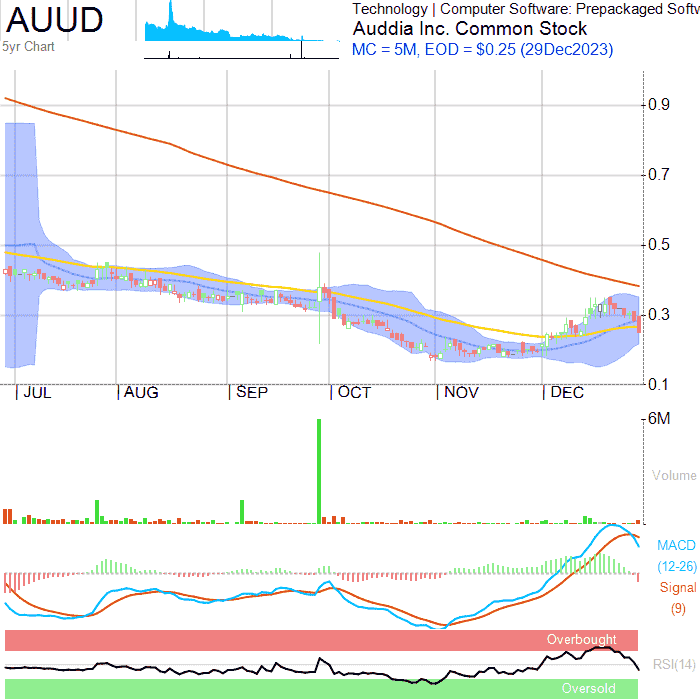 AUUD
5yr Chart
Technology | Computer Software: Prepackaged Softw
Auddia Inc. Common Stock
MC = 5M, EOD = $0.25 (29Dec2023)
0.9
0.7
0.5
0.3
0.1
| JUL | AUG | SEP | OCT | NOV | DEC
6M
Volume
MACD
(12-26)
Signal
(9)
Overbought
RSI(14)
Oversold